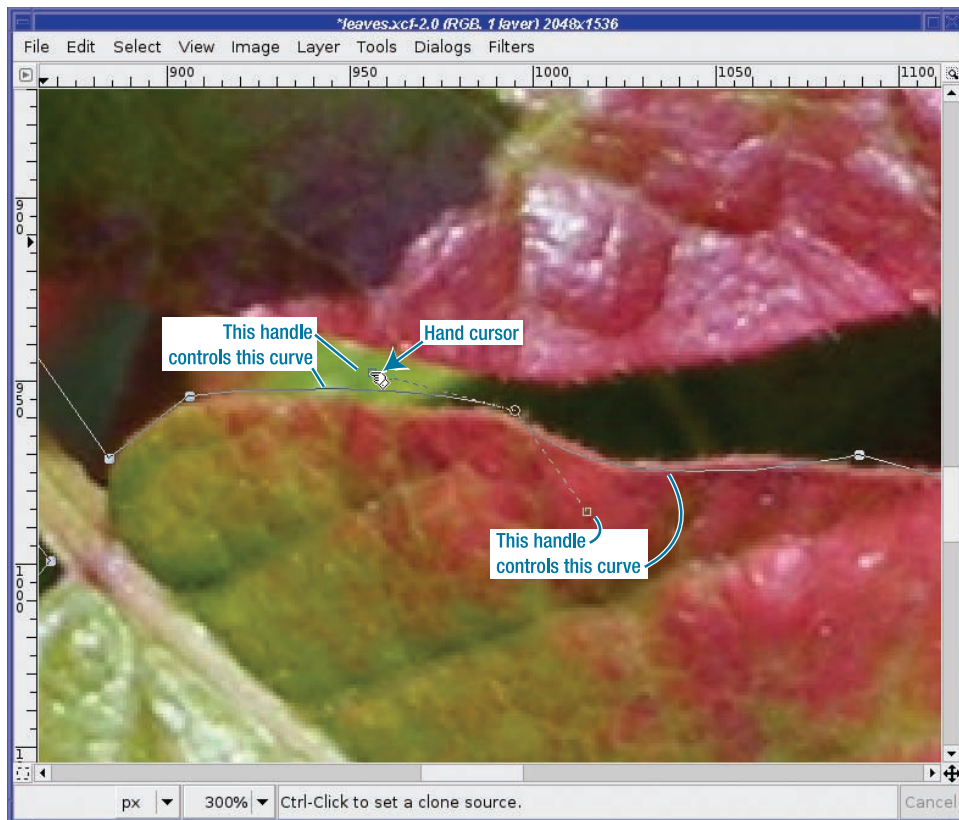 *leaves.xcf-2.0 (RGB, 1 layer) 2048x1536
File Edit Select View Image Layer Tools Dialogs Filters
900 950 1000 1050 1100
900
950
1000
1
This handle
controls this curve
Hand cursor
This handle
controls this curve
px 300% Ctrl-Click to set a clone source. Cancel